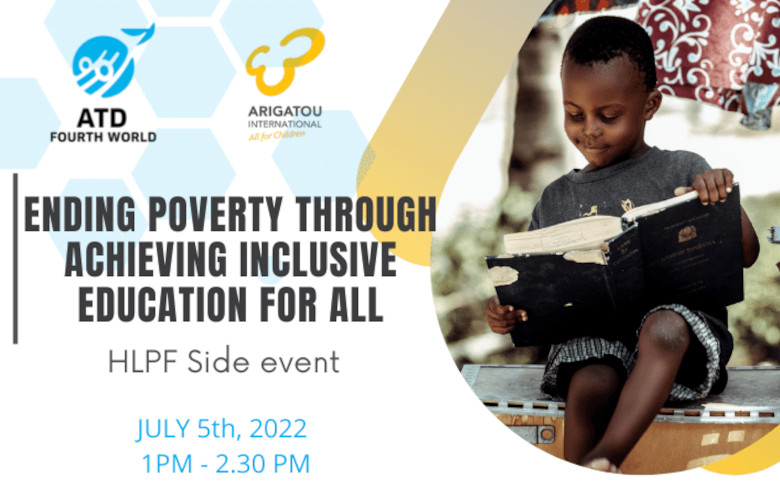 ATD
FOURTH WORLD
ARIGATOU
INTERNATIONAL
All for Children
ENDING POVERTY THROUGH
ACHIEVING INCLUSIVE
EDUCATION FOR ALL
HLPF Side event
JULY 5th, 2022
1PM - 2.30 PM